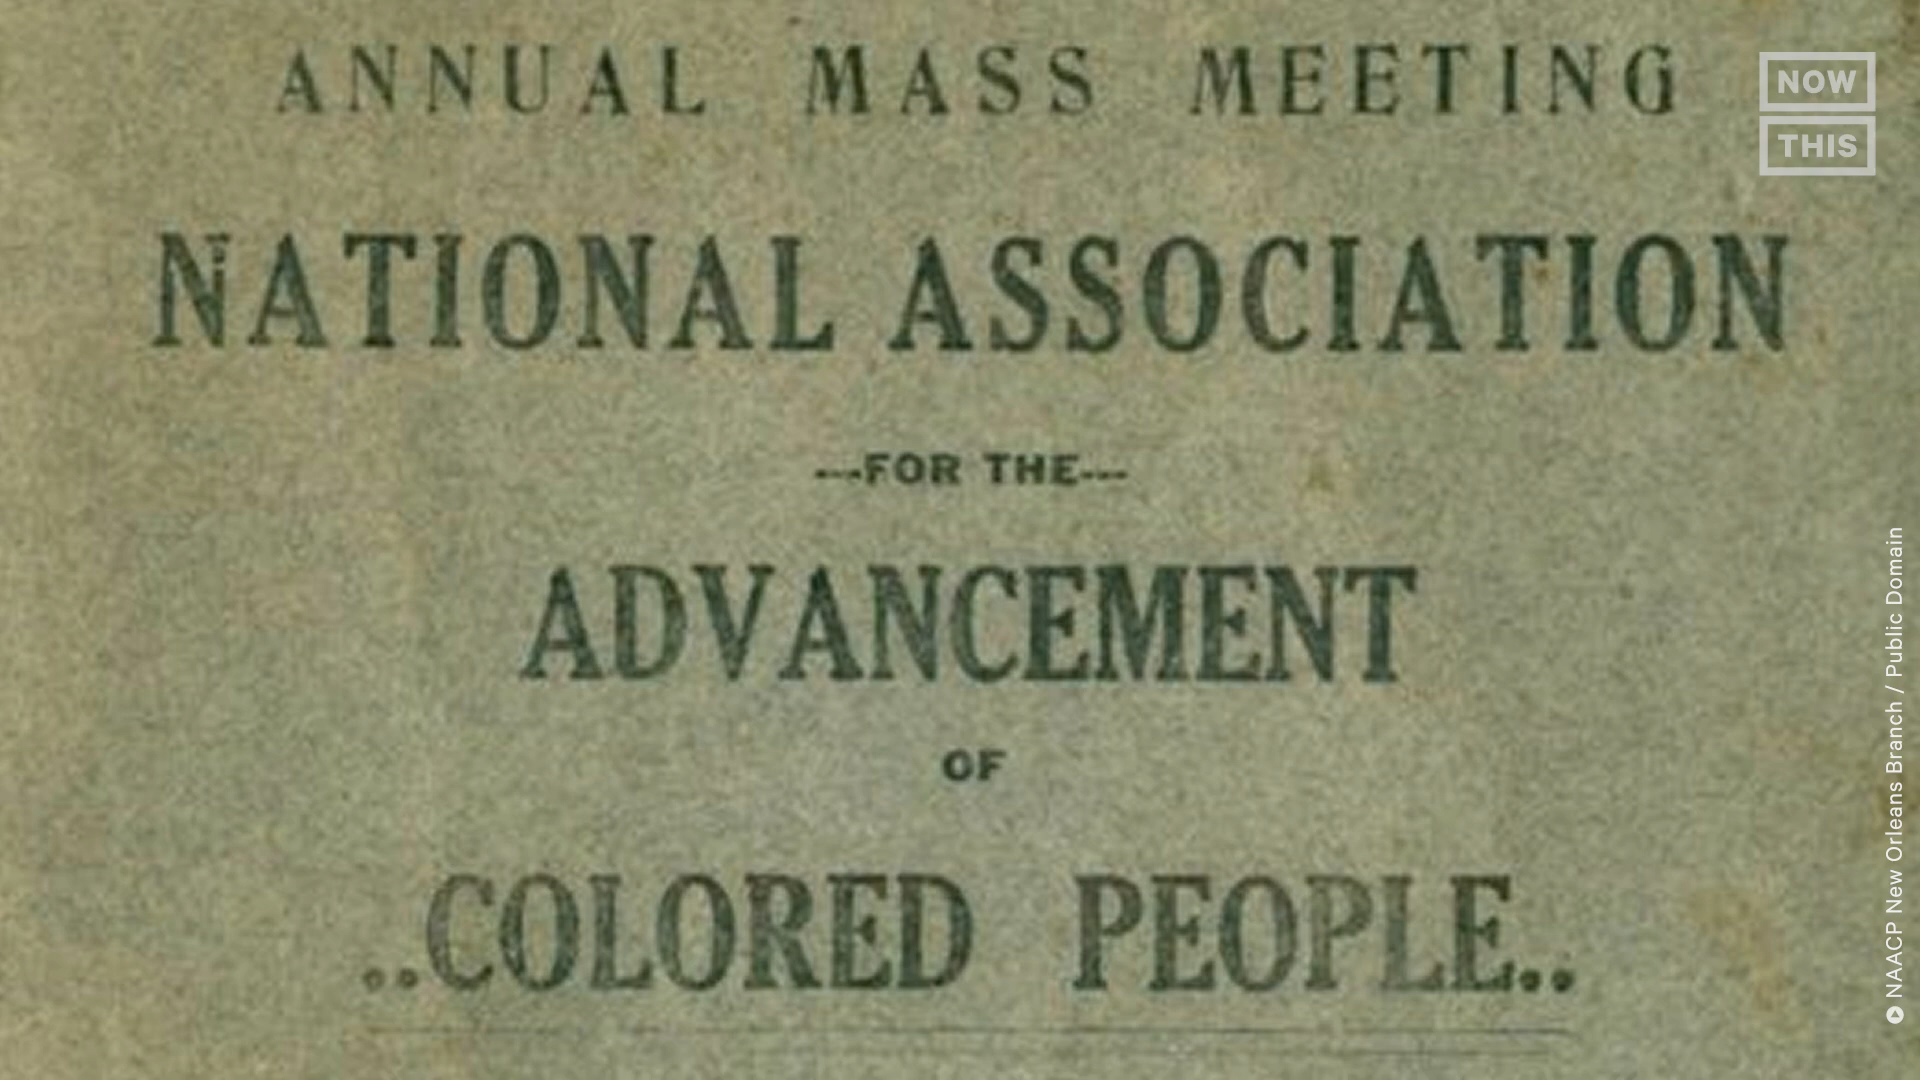 ANNUAL MASS MEETING
NATIONAL ASSOCIATION
---FOR THE---
ADVANCEMENT
OF
..COLORED PEOPLE..
NOW
THIS
NAACP New Orleans Branch / Public Domain